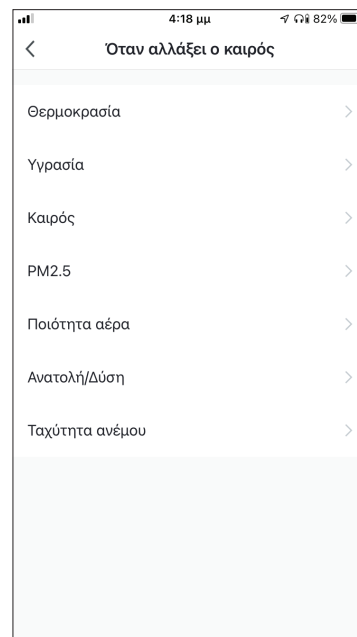 4:18 μμ 82%
Όταν αλλάξει ο καιρός
Θερμοκρασία
Υγρασία
Καιρός
PM2.5
Ποιότητα αέρα
Ανατολή/Δύση
Ταχύτητα ανέμου